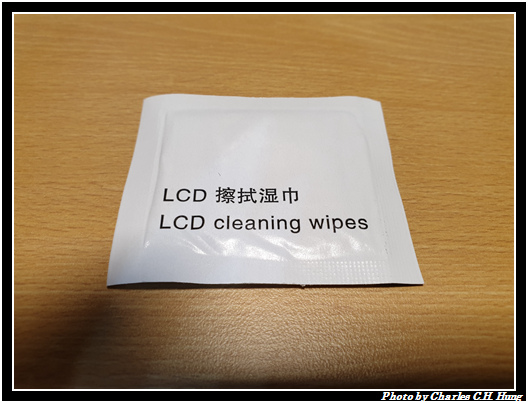 LCD 擦拭湿巾
LCD cleaning wipes
Photo by Charles C.H. Hung